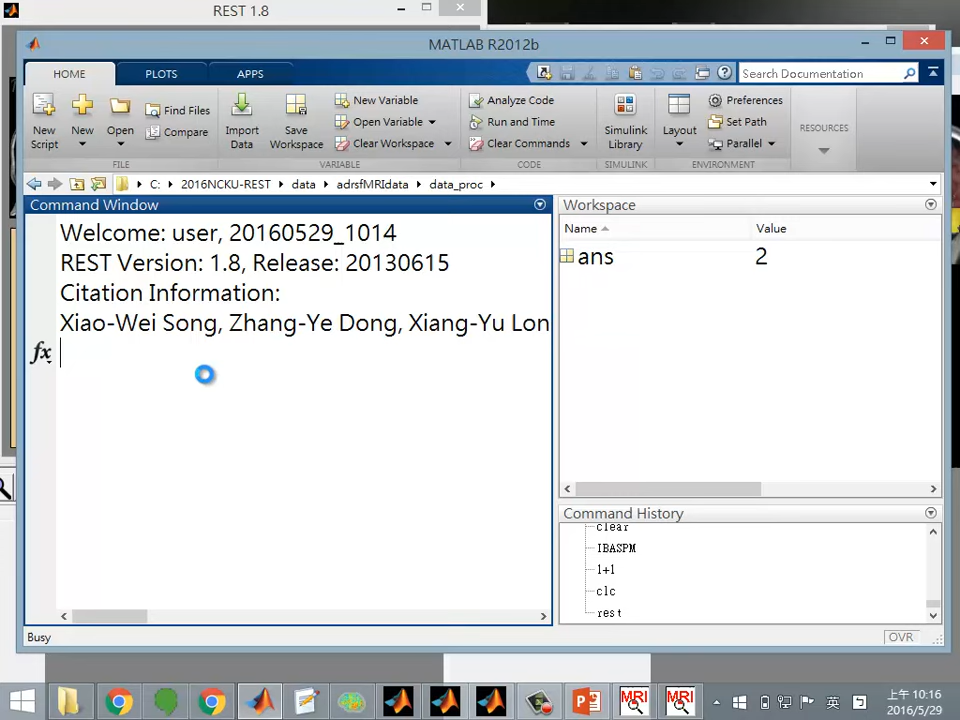 REST 1.8
MATLAB R2012b
HOME PLOTS APPS
Search Documentation
New Script
New
Open
Find Files
Compare
Import Data
Save Workspace
New Variable
Open Variable
Clear Workspace
Analyze Code
Run and Time
Clear Commands
Simulink Library
Layout
Preferences
Set Path
Parallel
RESOURCES
FILE VARIABLE CODE SIMULINK ENVIRONMENT
C: 2016NCKU-REST data adrsfMRIdata data_proc
Command Window
Welcome: user, 20160529_1014
REST Version: 1.8, Release: 20130615
Citation Information:
Xiao-Wei Song, Zhang-Ye Dong, Xiang-Yu Lon
fx
Workspace
Name Value
ans 2
Command History
clear
IBASPM
1+1
clc
rest
Busy
OVR
MRI
MRI
英
上午 10:16
2016/5/29